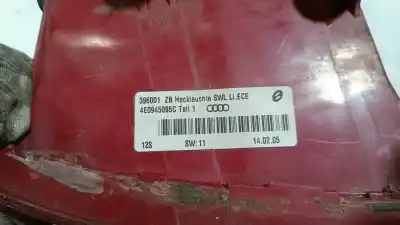 396001 ZB Heckleuchte SWL LI.ECE
4E0945095C Teil 1
12S SW:11 14.02.05